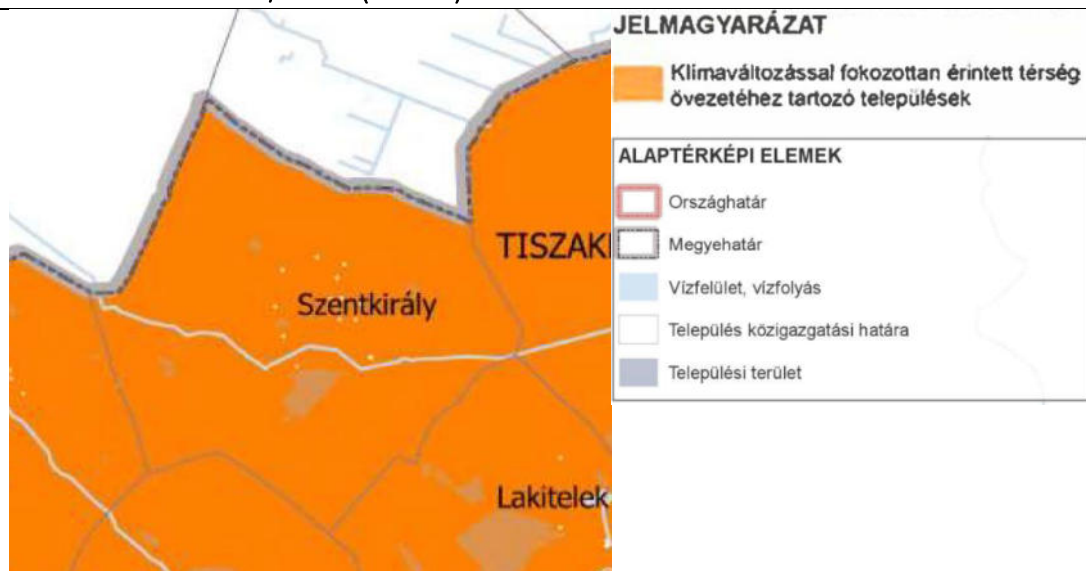 JELMAGYARÁZAT
Klímaváltozással fokozottan érintett térség
övezetéhez tartozó települések
ALAPTÉRKÉPI ELEMEK
Országhatár
Megyehatár
Vízfelület, vízfolyás
Település közigazgatási határa
Települési terület
TISZAK
Szentkirály
Lakitelek